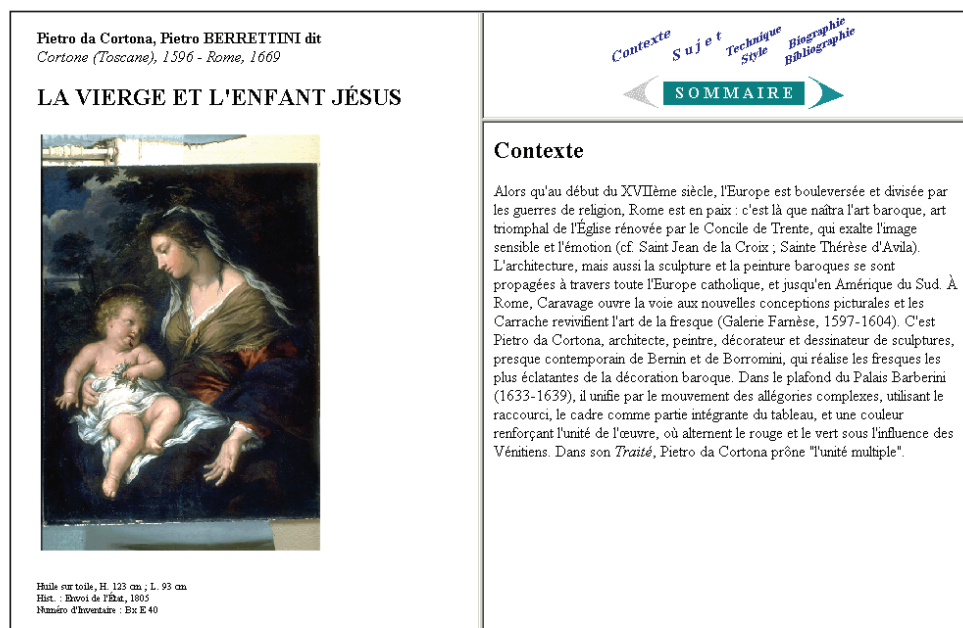 Pietro da Cortona, Pietro BERRETTINI dit
Cortone (Toscane), 1596 - Rome, 1669
LA VIERGE ET L'ENFANT JÉSUS
Huile sur toile, H. 123 cm ; L. 93 cm
Hist. : Envoi de l'État, 1805
Numéro d'Inventaire : Bx E 40
Contexte
Sujet
Technique
Style
Biographie
Bibliographie
SOMMAIRE
Contexte
Alors qu'au début du XVIIème siècle, l'Europe est bouleversée et divisée par
les guerres de religion, Rome est en paix : c'est là que naîtra l'art baroque, art
triomphal de l'Église rénovée par le Concile de Trente, qui exalte l'image
sensible et l'émotion (cf. Saint Jean de la Croix ; Sainte Thérèse d'Avila).
L'architecture, mais aussi la sculpture et la peinture baroques se sont
propagées à travers toute l'Europe catholique, et jusqu'en Amérique du Sud. À
Rome, Caravage ouvre la voie aux nouvelles conceptions picturales et les
Carrache revivifient l'art de la fresque (Galerie Farnèse, 1597-1604). C'est
Pietro da Cortona, architecte, peintre, décorateur et dessinateur de sculptures,
presque contemporain de Bernin et de Borromini, qui réalise les fresques les
plus éclatantes de la décoration baroque. Dans le plafond du Palais Barberini
(1633-1639), il unifie par le mouvement des allégories complexes, utilisant le
raccourci, le cadre comme partie intégrante du tableau, et une couleur
renforçant l'unité de l'œuvre, où alternent le rouge et le vert sous l'influence des
Vénitiens. Dans son Traité, Pietro da Cortona prône "l'unité multiple".